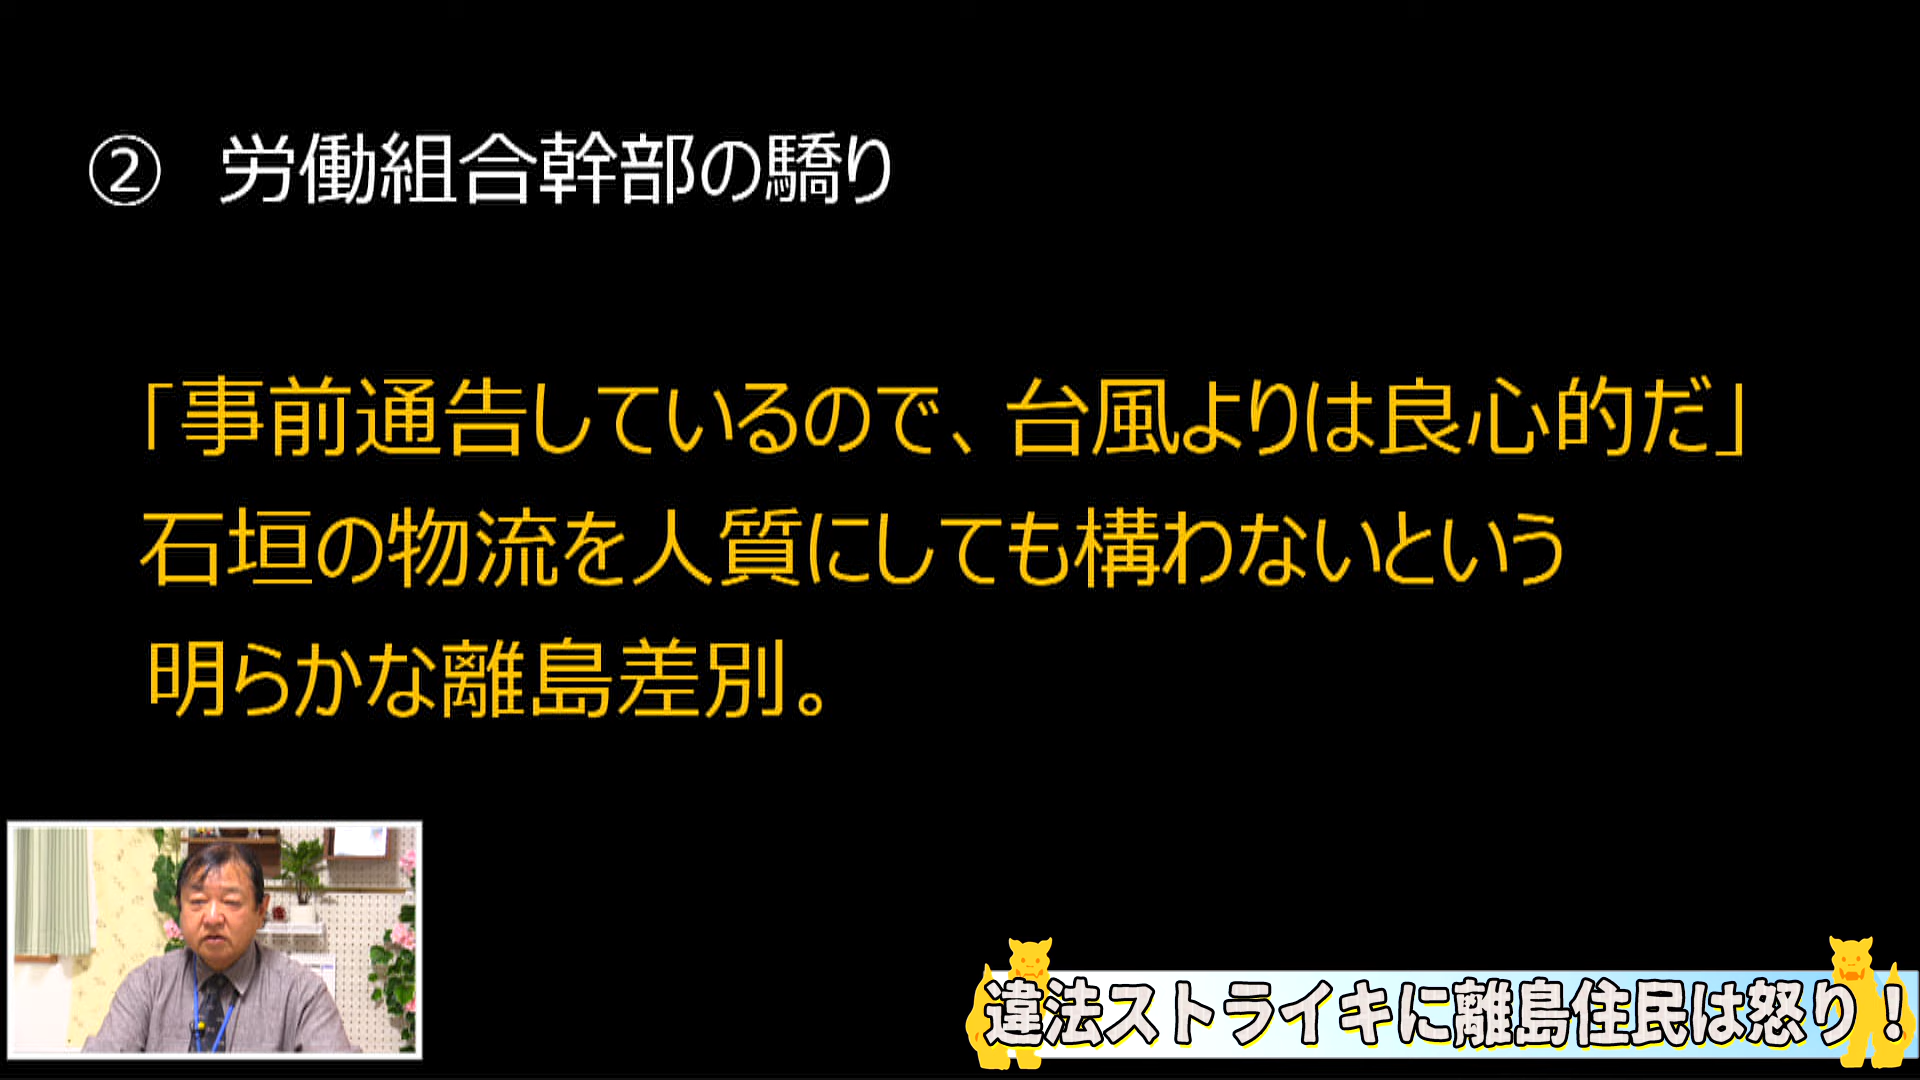 ② 労働組合幹部の驕り
「事前通告しているので、台風よりは良心的だ」
石垣の物流を人質にしても構わないという
明らかな離島差別。
違法ストライキに離島住民は怒り！